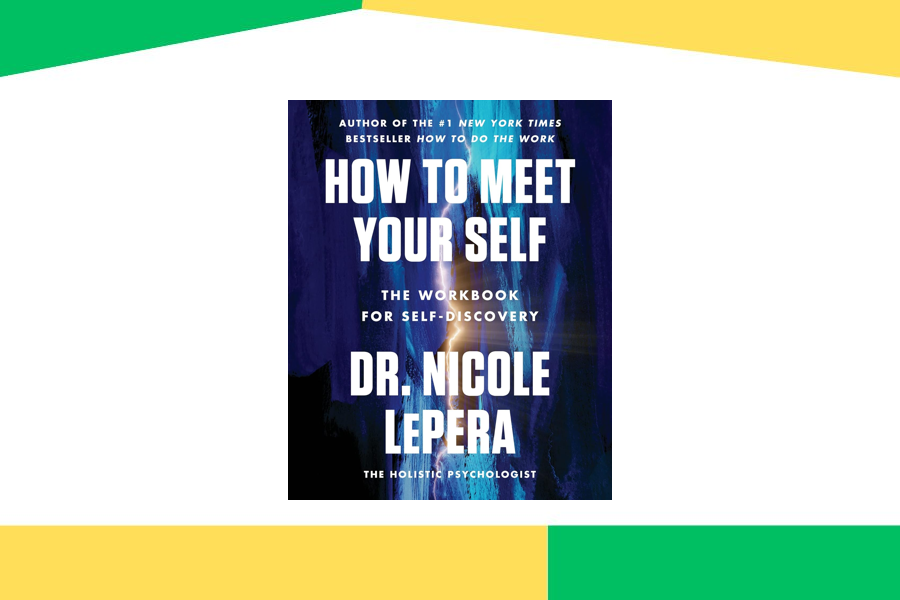 AUTHOR OF THE #1 NEW YORK TIMES
BESTSELLER HOW TO DO THE WORK
HOW TO MEET
YOUR SELF
THE WORKBOOK
FOR SELF-DISCOVERY
DR. NICOLE
LePERA
THE HOLISTIC PSYCHOLOGIST